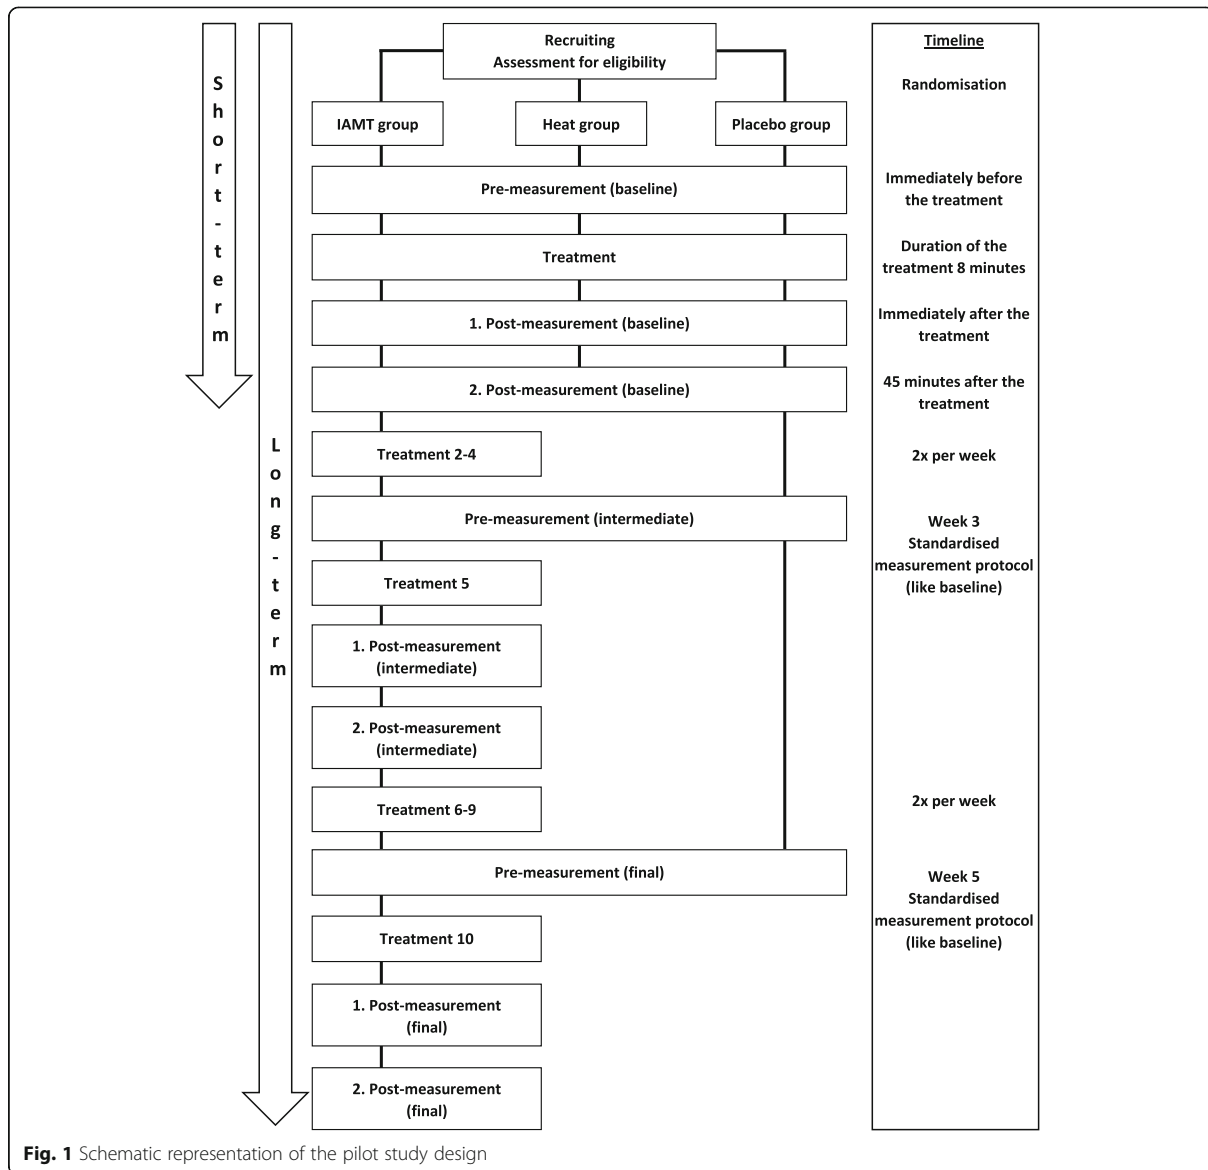 Recruiting
Assessment for eligibility
IAMT group
Heat group
Placebo group
Pre-measurement (baseline)
Treatment
1. Post-measurement (baseline)
2. Post-measurement (baseline)
Treatment 2-4
Pre-measurement (intermediate)
Treatment 5
1. Post-measurement
(intermediate)
2. Post-measurement
(intermediate)
Treatment 6-9
Pre-measurement (final)
Treatment 10
1. Post-measurement
(final)
2. Post-measurement
(final)
Short-term
Long-term
Timeline
Randomisation
Immediately before
the treatment
Duration of the
treatment 8 minutes
Immediately after the
treatment
45 minutes after the
treatment
2x per week
Week 3
Standardised
measurement protocol
(like baseline)
2x per week
Week 5
Standardised
measurement protocol
(like baseline)
Fig. 1 Schematic representation of the pilot study design